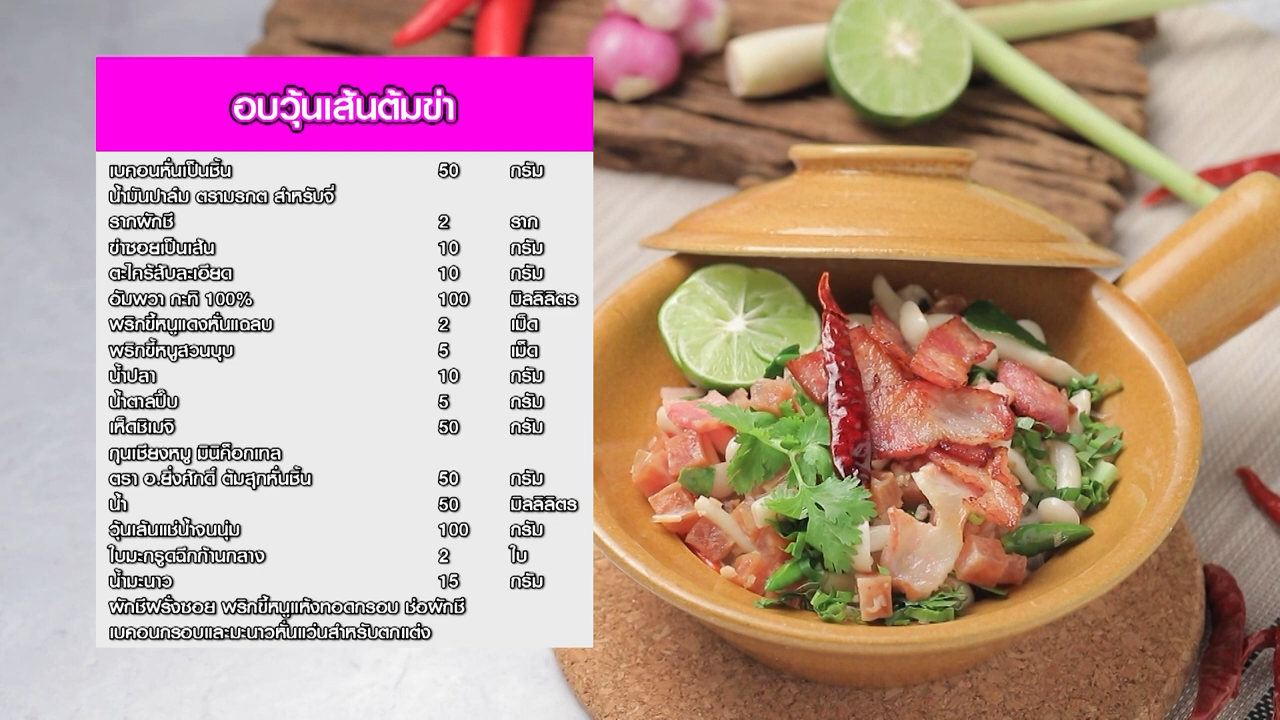 อบวุ้นเส้นต้มข่า
เบคอนหั่นเป็นชิ้น 50 กรัม
น้ำมันปาล์ม ตรามรกต สำหรับจี่
รากผักชี 2 ราก
ข่าซอยเป็นเส้น 10 กรัม
ตะไคร้สับละเอียด 10 กรัม
อัมพวา กะทิ 100% 100 มิลลิลิตร
พริกขี้หนูแดงหั่นแฉลบ 2 เม็ด
พริกขี้หนูสวนบุบ 5 เม็ด
น้ำปลา 10 กรัม
น้ำตาลปี๊บ 5 กรัม
เห็ดชิเมจิ 50 กรัม
กุนเชียงหมู มินิค็อกเทล
ตรา อ.ยิ่งศักดิ์ ต้มสุกหั่นชิ้น 50 กรัม
น้ำ 50 มิลลิลิตร
วุ้นเส้นแช่น้ำจนนุ่ม 100 กรัม
ใบมะกรูดฉีกก้านกลาง 2 ใบ
น้ำมะนาว 15 กรัม
ผักชีฝรั่งซอย พริกขี้หนูแห้งทอดกรอบ ช่อผักชี
เบคอนกรอบและมะนาวหั่นแว่นสำหรับตกแต่ง